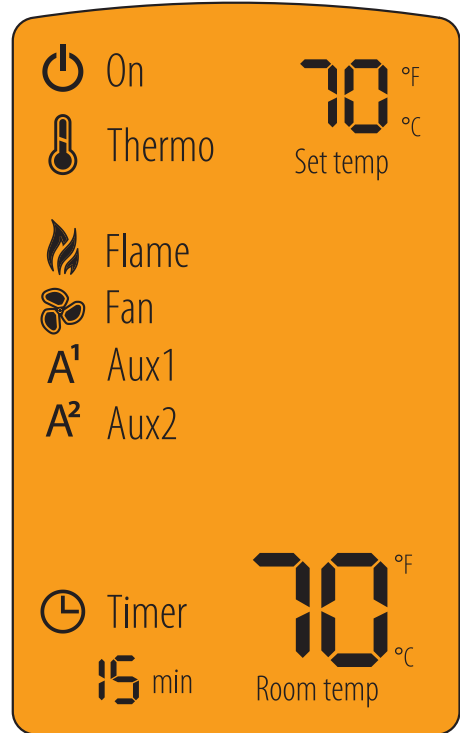 On
70 °F
°C
Thermo
Set temp
Flame
Fan
A¹ Aux1
A² Aux2
Timer
70 °F
°C
15 min
Room temp